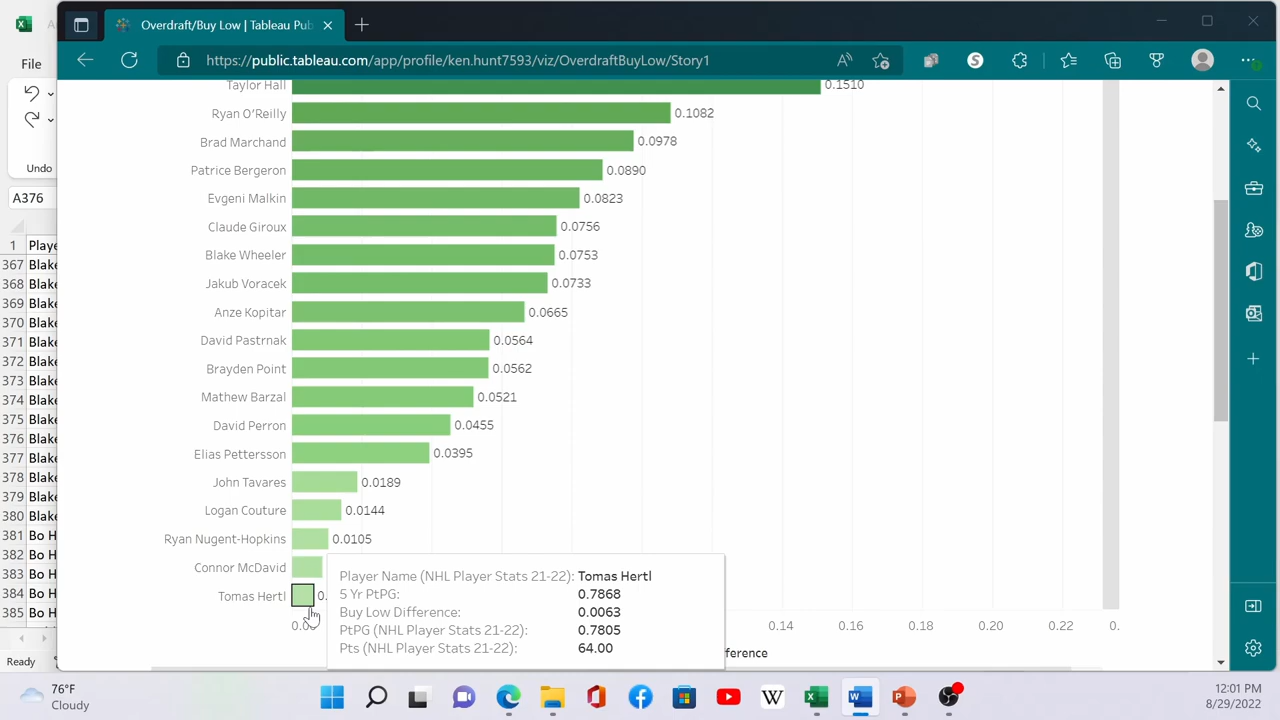 Overdraft/Buy Low | Tableau Pub
File
https://public.tableau.com/app/profile/ken.hunt7593/viz/OverdraftBuyLow/Story1
Undo
A376
1 Playe
367 Blake
368 Blake
369 Blake
370 Blake
371 Blake
372 Blake
373 Blake
374 Blake
375 Blake
376 Blake
377 Blake
378 Blake
379 Blake
380 Blake
381 Bo H
382 Bo H
383 Bo H
384 Bo H
385 Bo H
Ready
Taylor Hall 0.1510
Ryan O'Reilly 0.1082
Brad Marchand 0.0978
Patrice Bergeron 0.0890
Evgeni Malkin 0.0823
Claude Giroux 0.0756
Blake Wheeler 0.0753
Jakub Voracek 0.0733
Anze Kopitar 0.0665
David Pastrnak 0.0564
Brayden Point 0.0562
Mathew Barzal 0.0521
David Perron 0.0455
Elias Pettersson 0.0395
John Tavares 0.0189
Logan Couture 0.0144
Ryan Nugent-Hopkins 0.0105
Connor McDavid
Tomas Hertl 0.
Player Name (NHL Player Stats 21-22): Tomas Hertl
5 Yr PtPG: 0.7868
Buy Low Difference: 0.0063
PtPG (NHL Player Stats 21-22): 0.7805
Pts (NHL Player Stats 21-22): 64.00
0.14 0.16 0.18 0.20 0.22 0.
ference
76°F
Cloudy
12:01 PM
8/29/2022